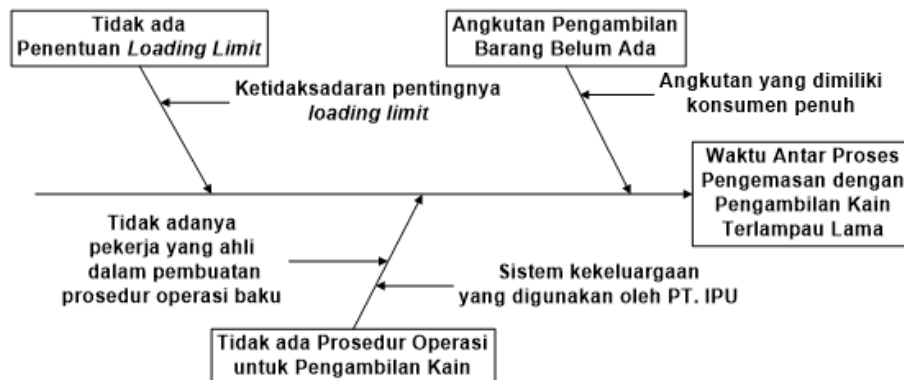 Tidak ada
Penentuan Loading Limit
Angkutan Pengambilan
Barang Belum Ada
Ketidaksadaran pentingnya
loading limit
Angkutan yang dimiliki
konsumen penuh
Waktu Antar Proses
Pengemasan dengan
Pengambilan Kain
Terlampau Lama
Tidak adanya
pekerja yang ahli
dalam pembuatan
prosedur operasi baku
Sistem kekeluargaan
yang digunakan oleh PT. IPU
Tidak ada Prosedur Operasi
untuk Pengambilan Kain